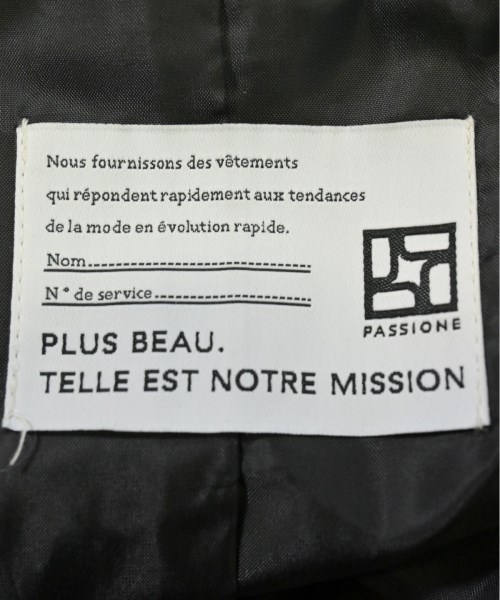 Nous fournissons des vêtements
qui répondent rapidement aux tendances
de la mode en évolution rapide.
Nom
N° de service
PASSIONE
PLUS BEAU.
TELLE EST NOTRE MISSION